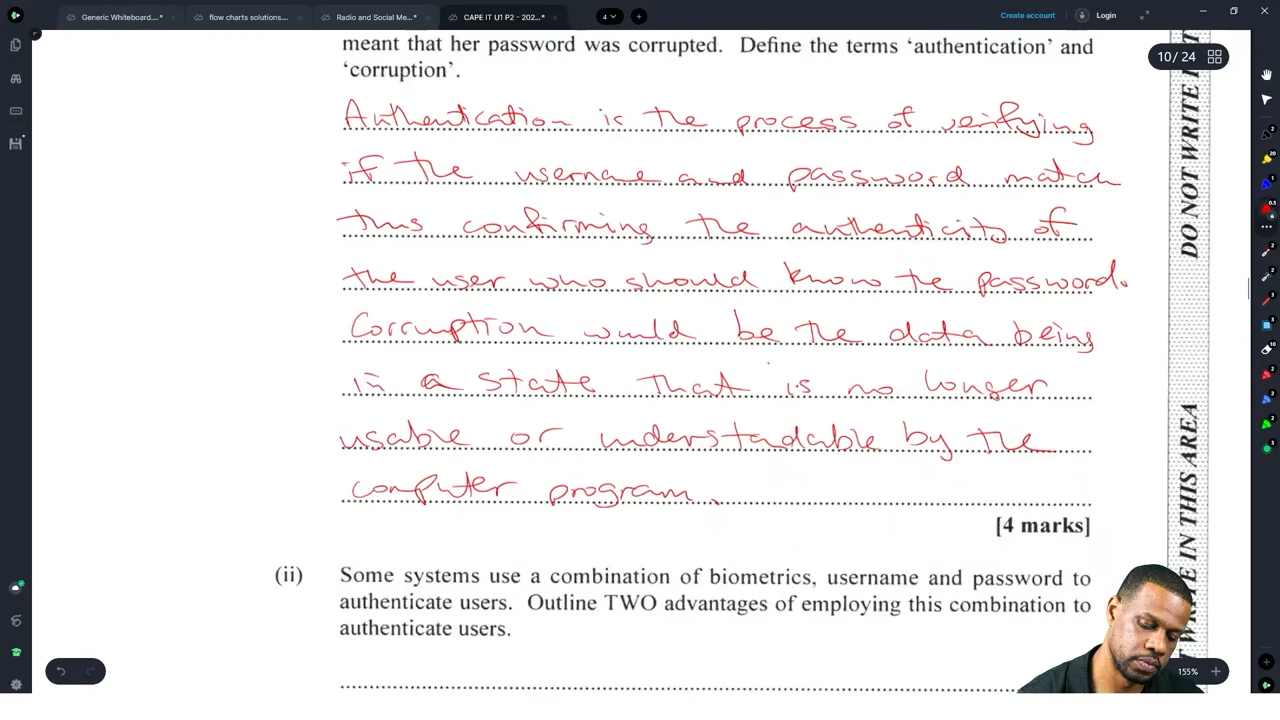 Generic Whiteboard....*
flow charts solutions....
Radio and Social Me...*
CAPE IT U1 P2 - 202...*
4
Create account
Login
10 / 24
meant that her password was corrupted. Define the terms ‘authentication’ and
‘corruption’.
Authentication is the process of verifying
if the username and password match
thus confirming the authenticity of
the user who should know the password.
Corruption would be the data being
in a state that is no longer
usable or understadable by the
computer program.
[4 marks]
(ii) Some systems use a combination of biometrics, username and password to
authenticate users. Outline TWO advantages of employing this combination to
authenticate users.
DO NOT WRITE IN THIS AREA
155%